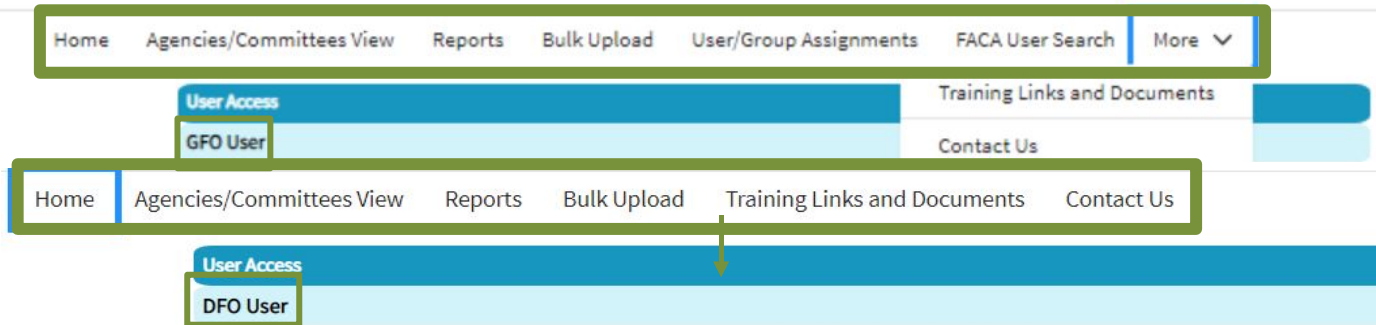 Home Agencies/Committees View Reports Bulk Upload User/Group Assignments FACA User Search More
User Access
Training Links and Documents
GFO User
Contact Us
Home Agencies/Committees View Reports Bulk Upload Training Links and Documents Contact Us
User Access
DFO User